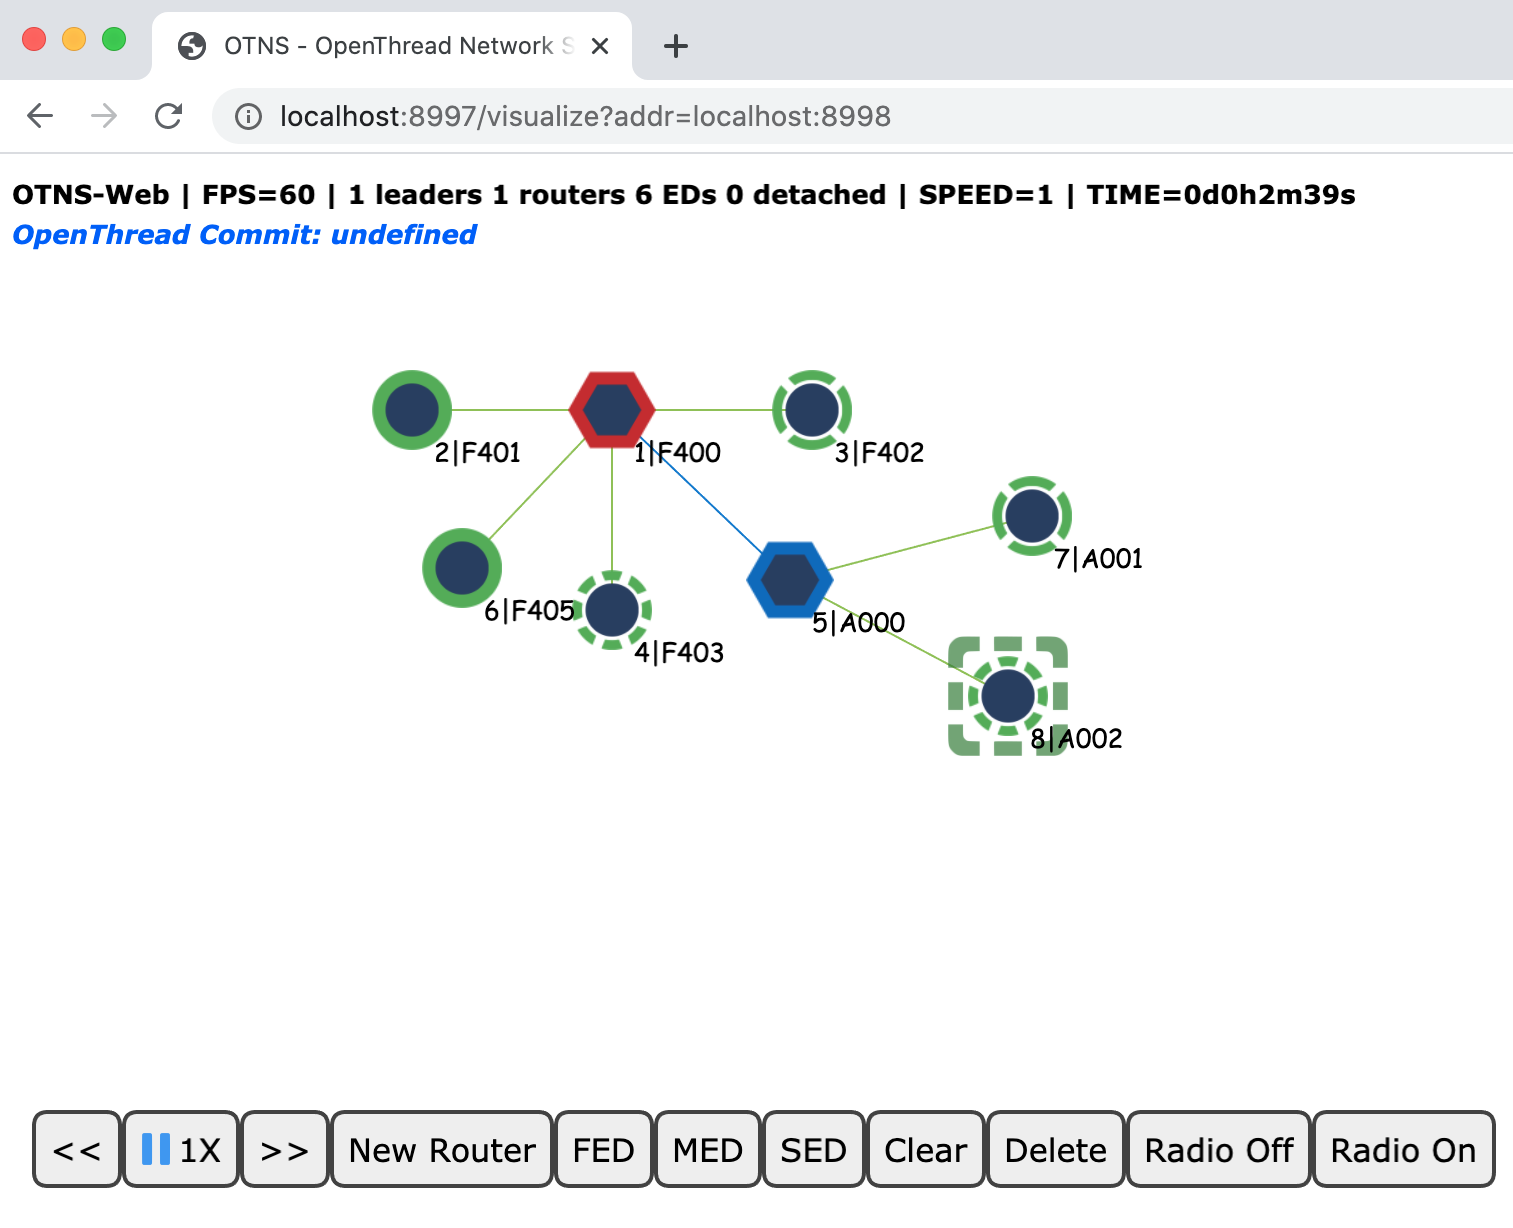 OTNS - OpenThread Network S
localhost:8997/visualize?addr=localhost:8998
OTNS-Web | FPS=60 | 1 leaders 1 routers 6 EDs 0 detached | SPEED=1 | TIME=0d0h2m39s
OpenThread Commit: undefined
2|F401
1|F400
3|F402
7|A001
6|F405
5|A000
4|F403
8|A002
<< 1X >> New Router FED MED SED Clear Delete Radio Off Radio On